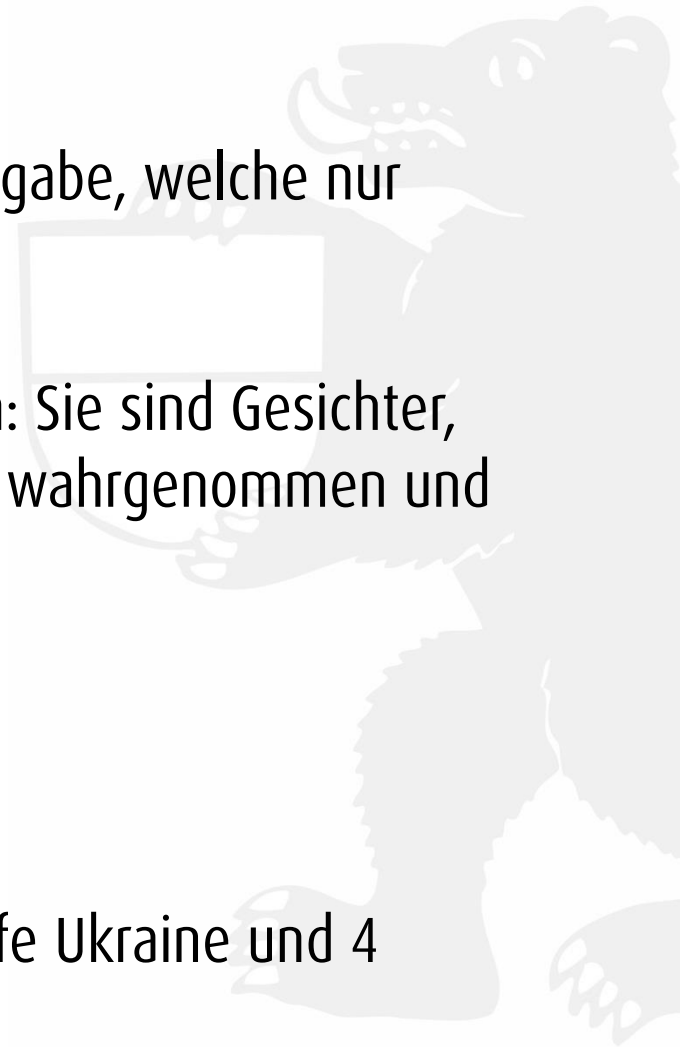 gabe, welche nur
: Sie sind Gesichter,
wahrgenommen und
fe Ukraine und 4